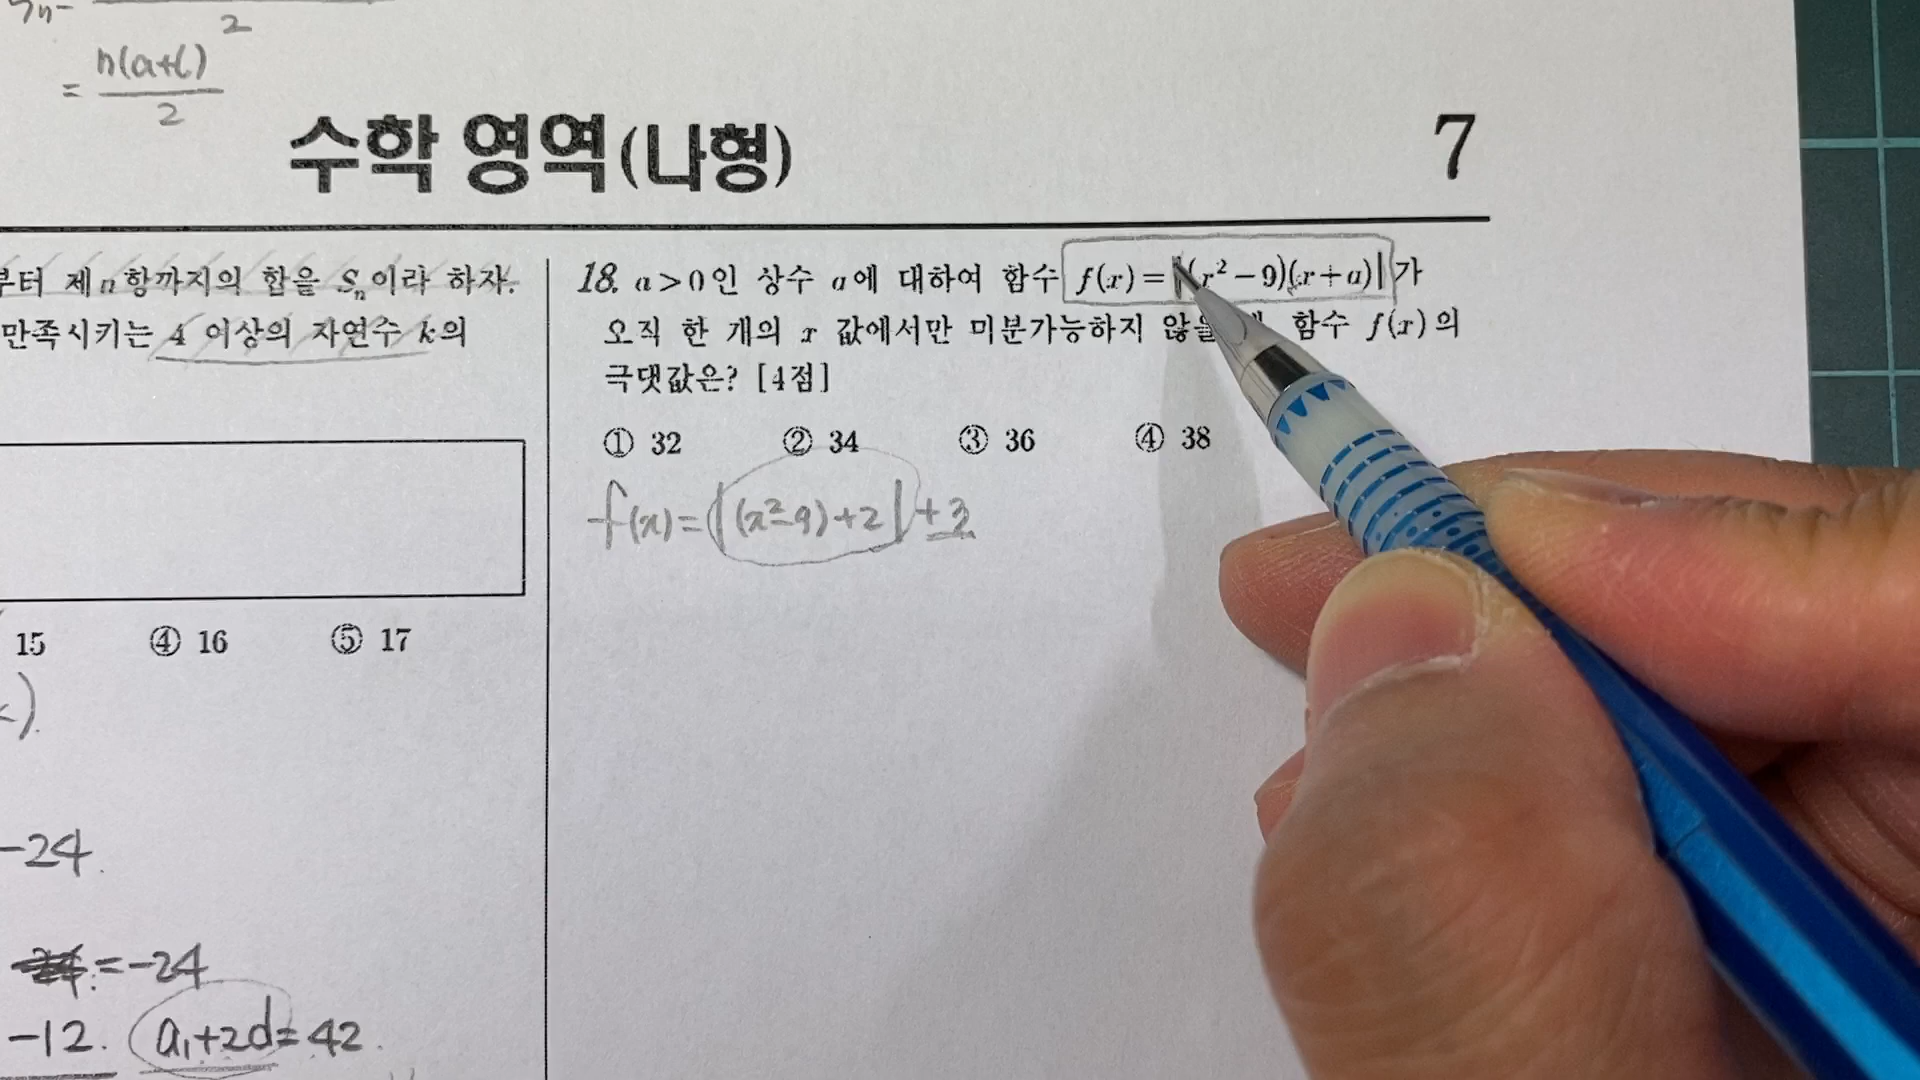 = n(a+l) / 2
2
수학 영역(나형)
7
부터 제n항까지의 합을 Sₙ이라 하자.
만족시키는 4 이상의 자연수 k의
15 ④ 16 ⑤ 17
-24.
=-24
-12. a₁+2d=42.
18. a>0인 상수 a에 대하여 함수 f(x)=|(x²-9)(x+a)|가
오직 한 개의 x 값에서만 미분가능하지 않을 함수 f(x)의
극댓값은? [4점]
① 32 ② 34 ③ 36 ④ 38
f(x)=|(x²-9)+2|+3